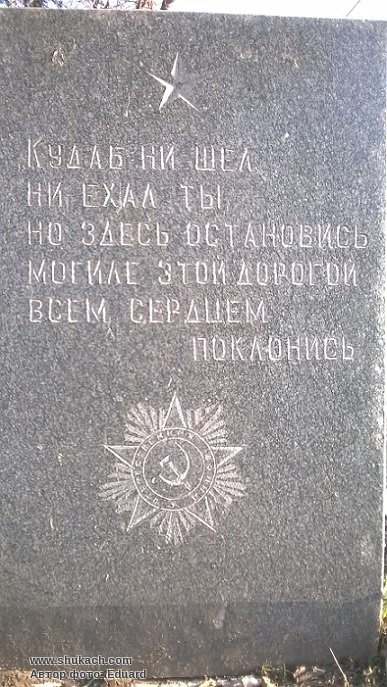 КУДАБ НИ ШЕЛ,
НИ ЕХАЛ ТЫ,
НО ЗДЕСЬ ОСТАНОВИСЬ
МОГИЛЕ ЭТОЙ ДОРОГОЙ
ВСЕМ СЕРДЦЕМ
ПОКЛОНИСЬ
www.shukach.com
Автор фото: Eduard